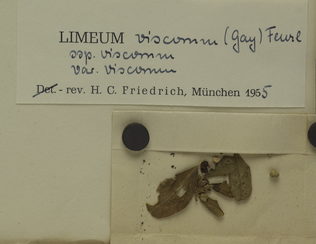 LIMEUM viscosum (Gay) Fenzl
ssp. viscosum
var. viscosum
Det. - rev. H. C. Friedrich, München 1955